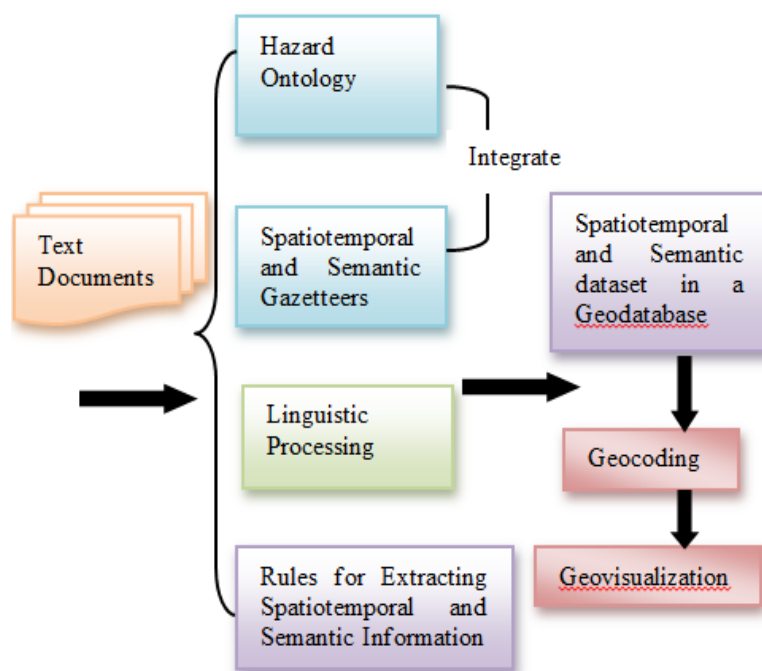 Hazard
Ontology
Integrate
Text
Documents
Spatiotemporal
and Semantic
Gazetteers
Spatiotemporal
and Semantic
dataset in a
Geodatabase
Linguistic
Processing
Geocoding
Rules for Extracting
Spatiotemporal and
Semantic Information
Geovisualization